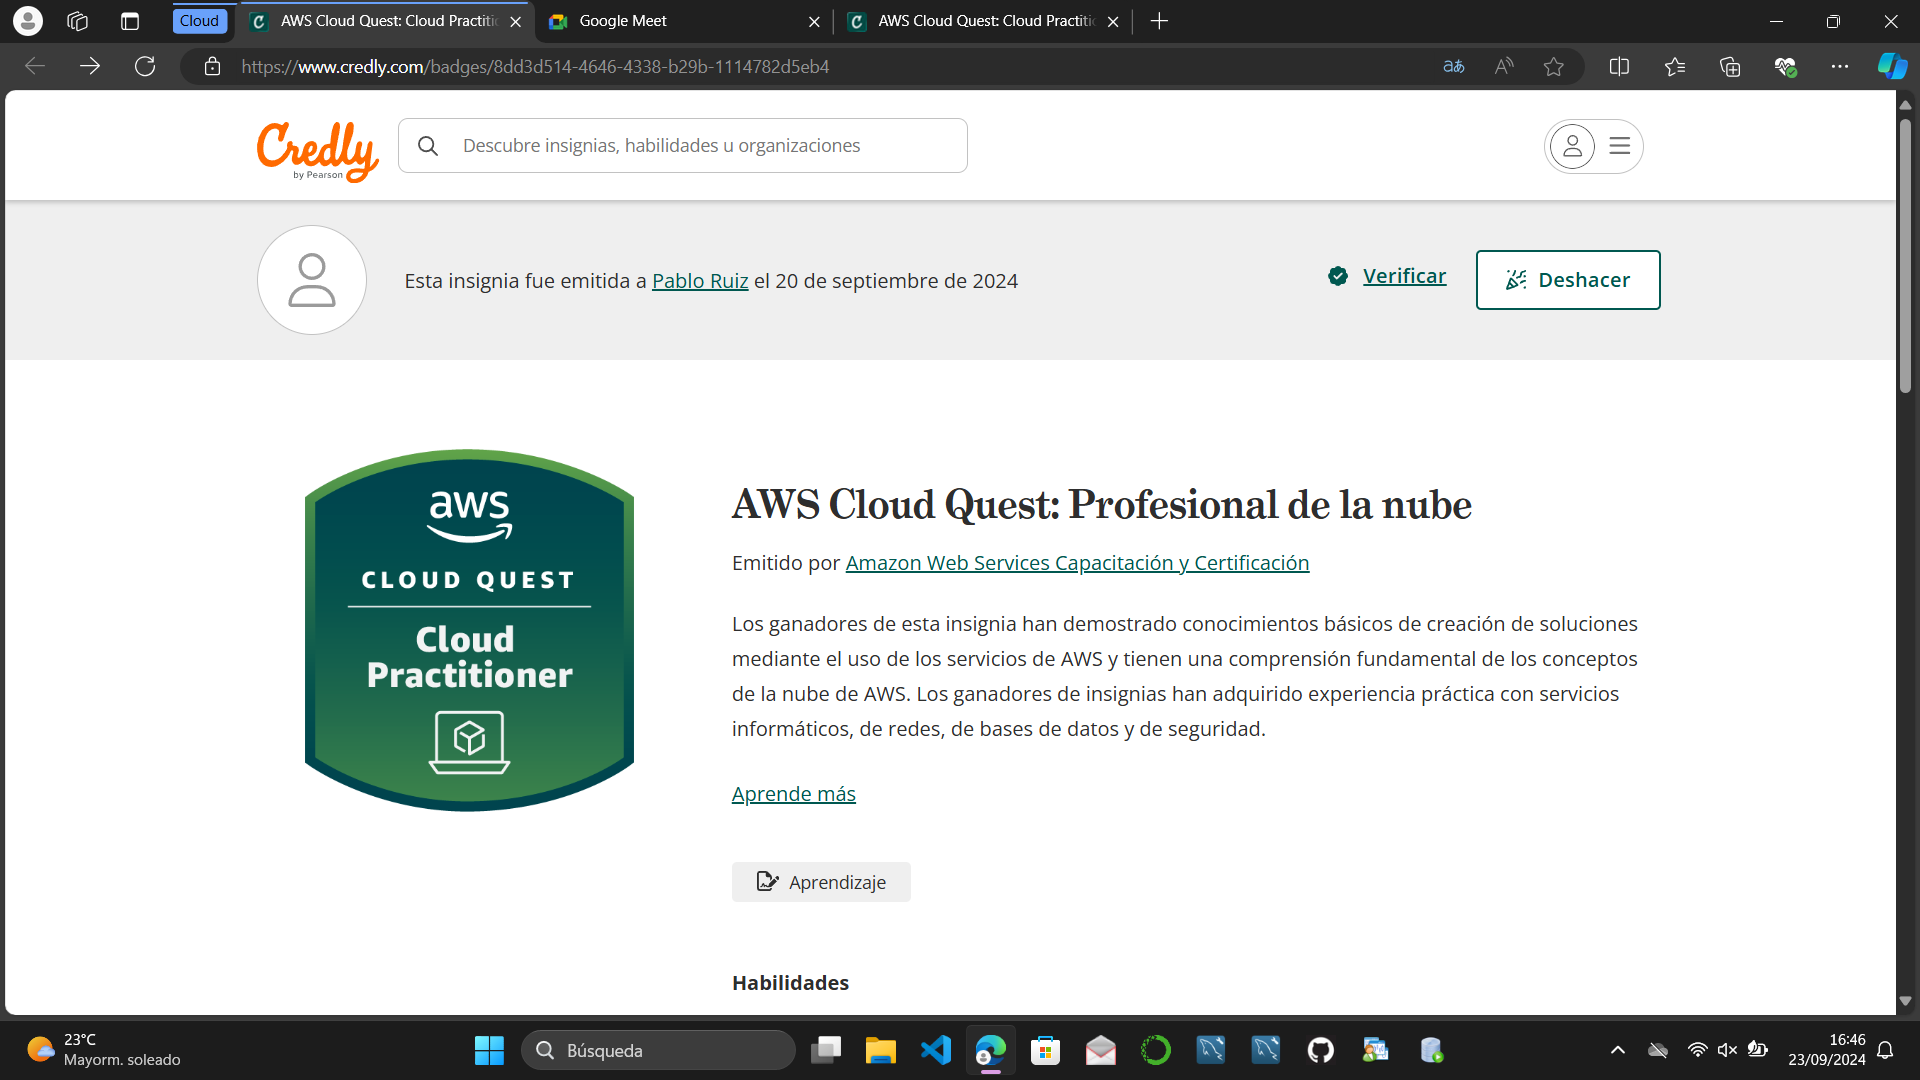 Cloud
AWS Cloud Quest: Cloud Practitic
Google Meet
AWS Cloud Quest: Cloud Practitic
https://www.credly.com/badges/8dd3d514-4646-4338-b29b-1114782d5eb4
Credly
by Pearson
Descubre insignias, habilidades u organizaciones
Esta insignia fue emitida a Pablo Ruiz el 20 de septiembre de 2024
Verificar
Deshacer
aws
CLOUD QUEST
Cloud
Practitioner
AWS Cloud Quest: Profesional de la nube
Emitido por Amazon Web Services Capacitación y Certificación
Los ganadores de esta insignia han demostrado conocimientos básicos de creación de soluciones
mediante el uso de los servicios de AWS y tienen una comprensión fundamental de los conceptos
de la nube de AWS. Los ganadores de insignias han adquirido experiencia práctica con servicios
informáticos, de redes, de bases de datos y de seguridad.
Aprende más
Aprendizaje
Habilidades
23°C
Mayorm. soleado
Búsqueda
16:46
23/09/2024